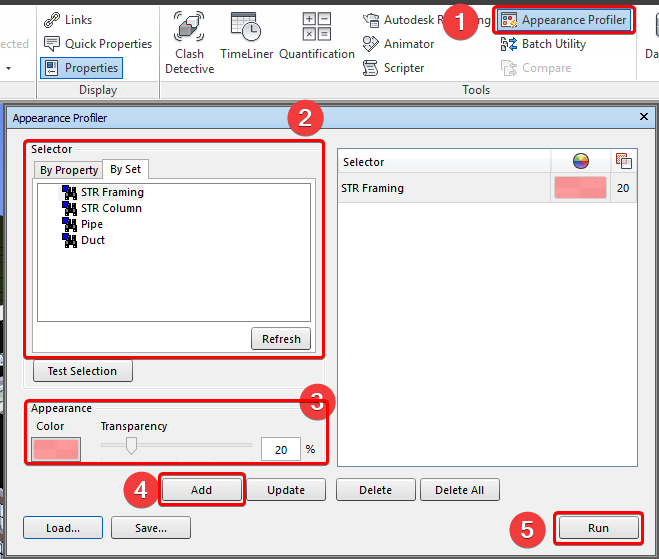 Links
Quick Properties
Properties
Display
Clash Detective
TimeLiner
Quantification
Autodesk R
ng
Animator
Scripter
1
Appearance Profiler
Batch Utility
Compare
Tools
Da
ected
Appearance Profiler
2
Selector
By Property
By Set
STR Framing
STR Column
Pipe
Duct
Refresh
Test Selection
Selector
STR Framing
20
3
Appearance
Color
Transparency
20
%
4
Add
Update
Delete
Delete All
Load...
Save...
5
Run